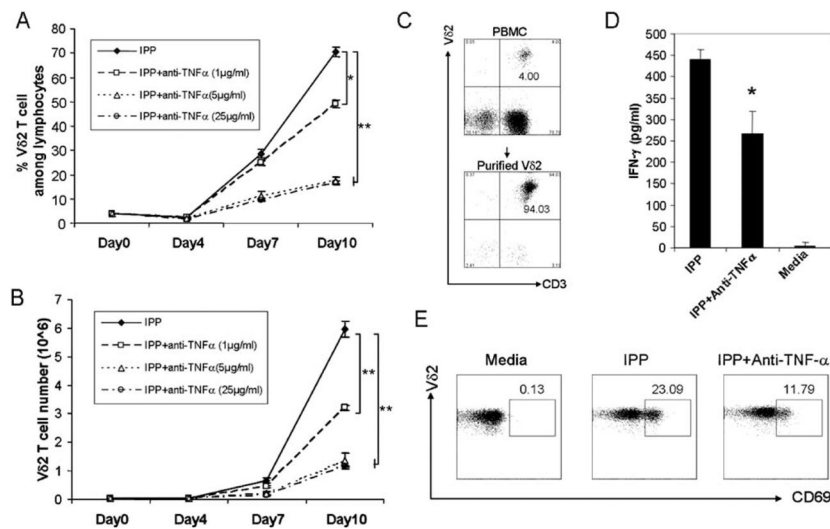 A
% Vδ2 T cell
among lymphocytes
80
70
60
50
40
30
20
10
0
IPP
IPP+anti-TNFα (1μg/ml)
IPP+anti-TNFα(5μg/ml)
IPP+anti-TNFα (25μg/ml)
*
**
Day0 Day4 Day7 Day10
B
Vδ2 T cell number (10^6)
7
6
5
4
3
2
1
0
IPP
IPP+anti-TNFα (1μg/ml)
IPP+anti-TNFα(5μg/ml)
IPP+anti-TNFα (25μg/ml)
**
**
Day0 Day4 Day7 Day10
C
Vδ2
PBMC
4.00
Purified Vδ2
94.03
CD3
D
IFN-γ (pg/ml)
500
450
400
350
300
250
200
150
100
50
0
*
IPP
IPP+Anti-TNFα
Media
E
Vδ2
Media IPP IPP+Anti-TNF-α
0.13 23.09 11.79
CD69